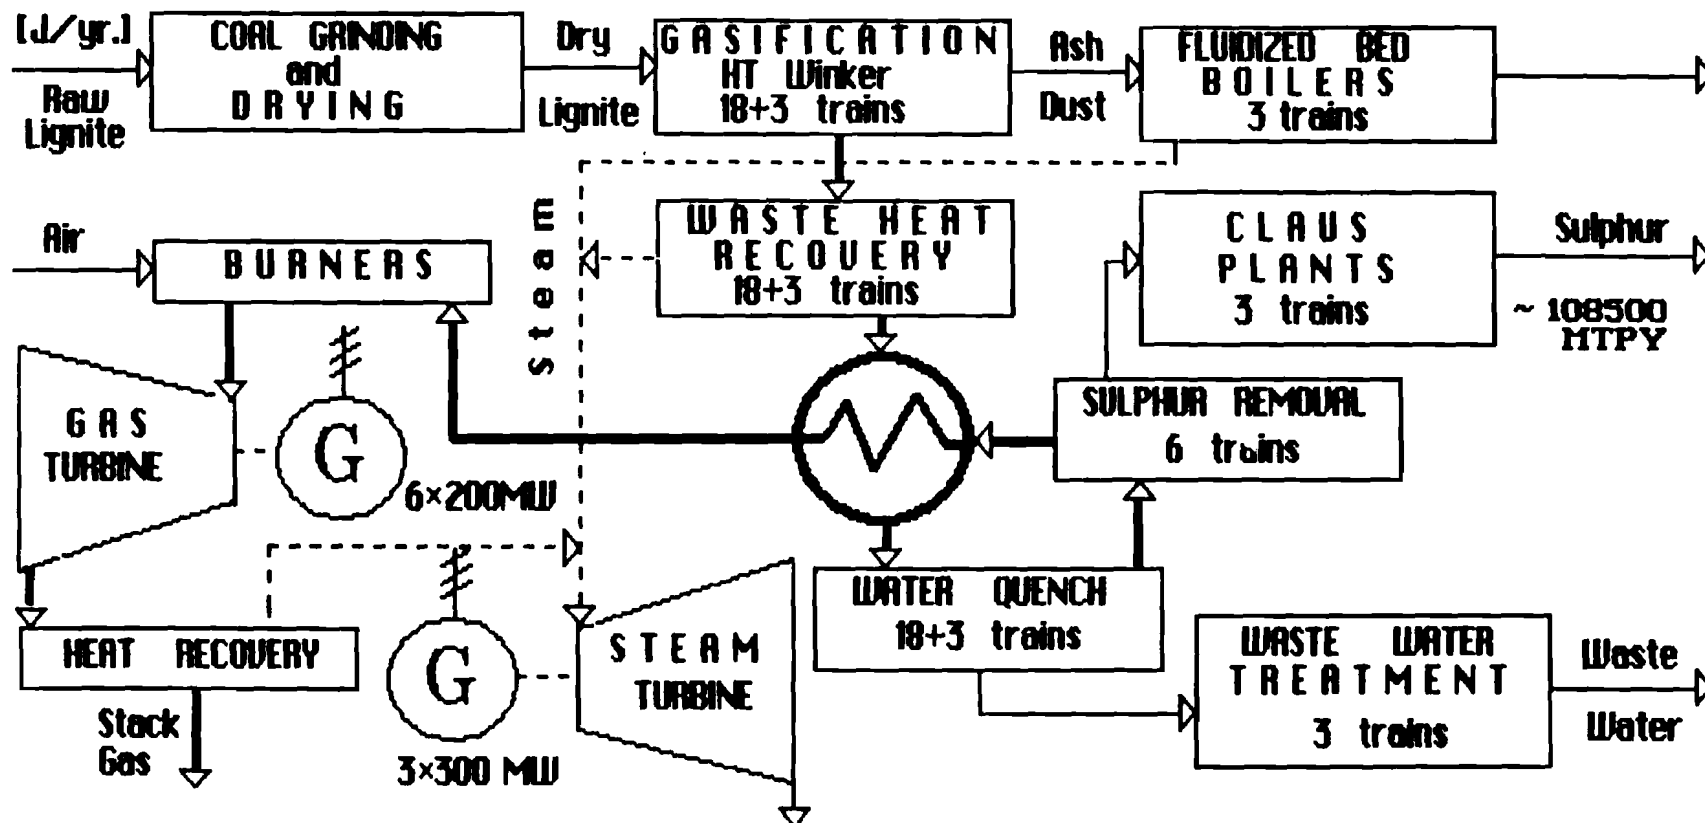 [J/yr.]
Raw
Lignite
COAL GRINDING
and
DRYING
Dry
Lignite
GASIFICATION
HT Winker
18+3 trains
Ash
Dust
FLUIDIZED BED
BOILERS
3 trains
steam
Air
BURNERS
WASTE HEAT
RECOVERY
18+3 trains
CLAUS
PLANTS
3 trains
Sulphur
~ 108500
MTPY
GAS
TURBINE
G
6×200MW
SULPHUR REMOVAL
6 trains
HEAT RECOVERY
Stack
Gas
G
3×300 MW
STEAM
TURBINE
WATER QUENCH
18+3 trains
WASTE WATER
TREATMENT
3 trains
Waste
Water